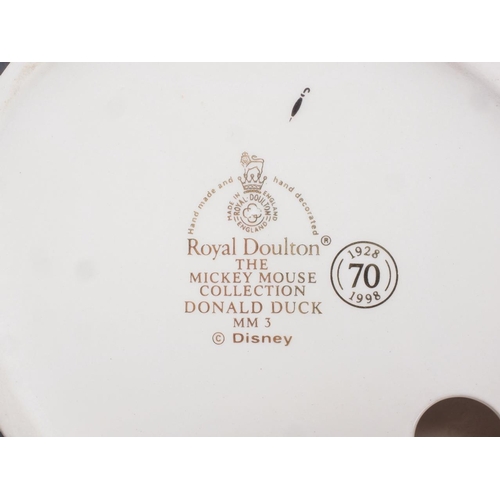 Hand made and hand decorated
MADE IN ENGLAND
ROYAL DOULTON
ENGLAND
Royal Doulton®
THE
MICKEY MOUSE
COLLECTION
DONALD DUCK
MM 3
© Disney
1928
70
1998